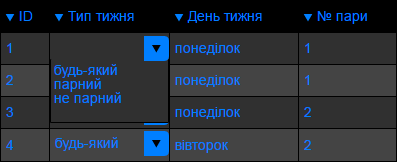 ▼ ID ▼ Тип тижня ▼ День тижня ▼ № пари
1 ▼ понеділок 1
будь-який
2 парний понеділок 1
не парний
3 понеділок 2
4 будь-який ▼ вівторок 2